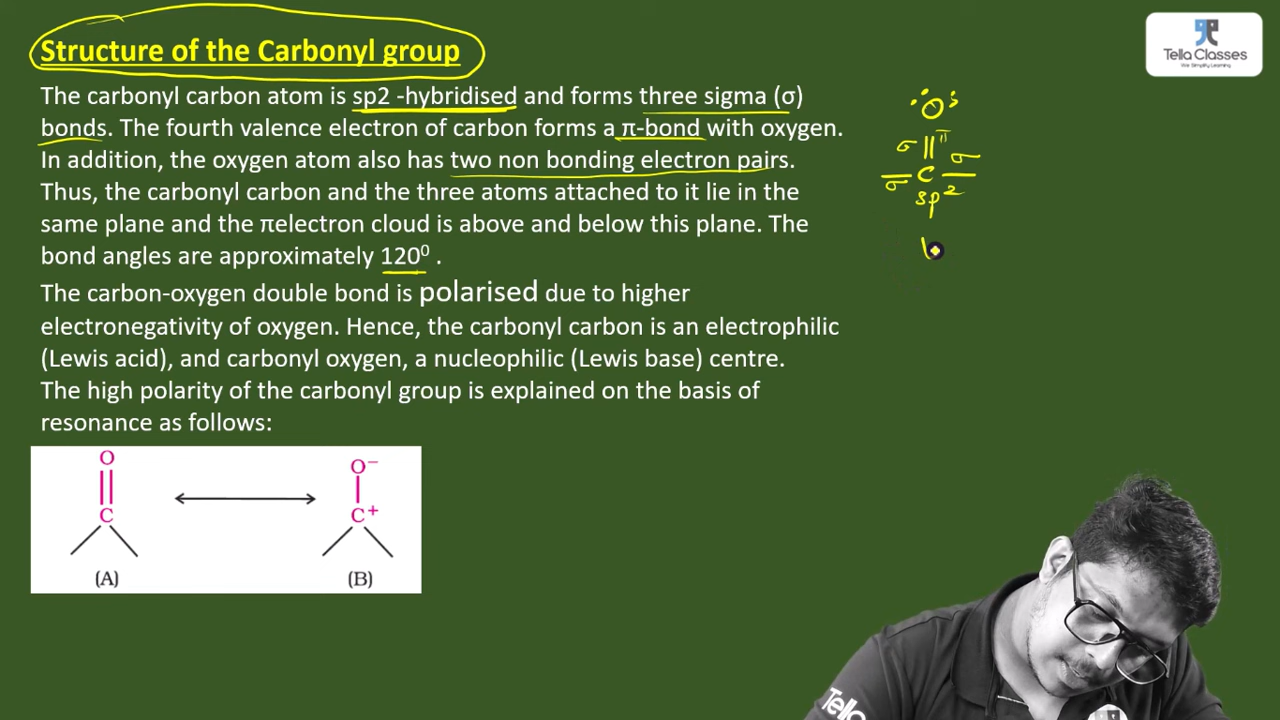 Structure of the Carbonyl group
The carbonyl carbon atom is sp2 -hybridised and forms three sigma (σ)
bonds. The fourth valence electron of carbon forms a π-bond with oxygen.
In addition, the oxygen atom also has two non bonding electron pairs.
Thus, the carbonyl carbon and the three atoms attached to it lie in the
same plane and the πelectron cloud is above and below this plane. The
bond angles are approximately 120⁰ .
The carbon-oxygen double bond is polarised due to higher
electronegativity of oxygen. Hence, the carbonyl carbon is an electrophilic
(Lewis acid), and carbonyl oxygen, a nucleophilic (Lewis base) centre.
The high polarity of the carbonyl group is explained on the basis of
resonance as follows:
O
C
(A)
O⁻
C⁺
(B)
Tella Classes
We Simplify Learning
O
σ π
σ
σ C
sp²
Tella